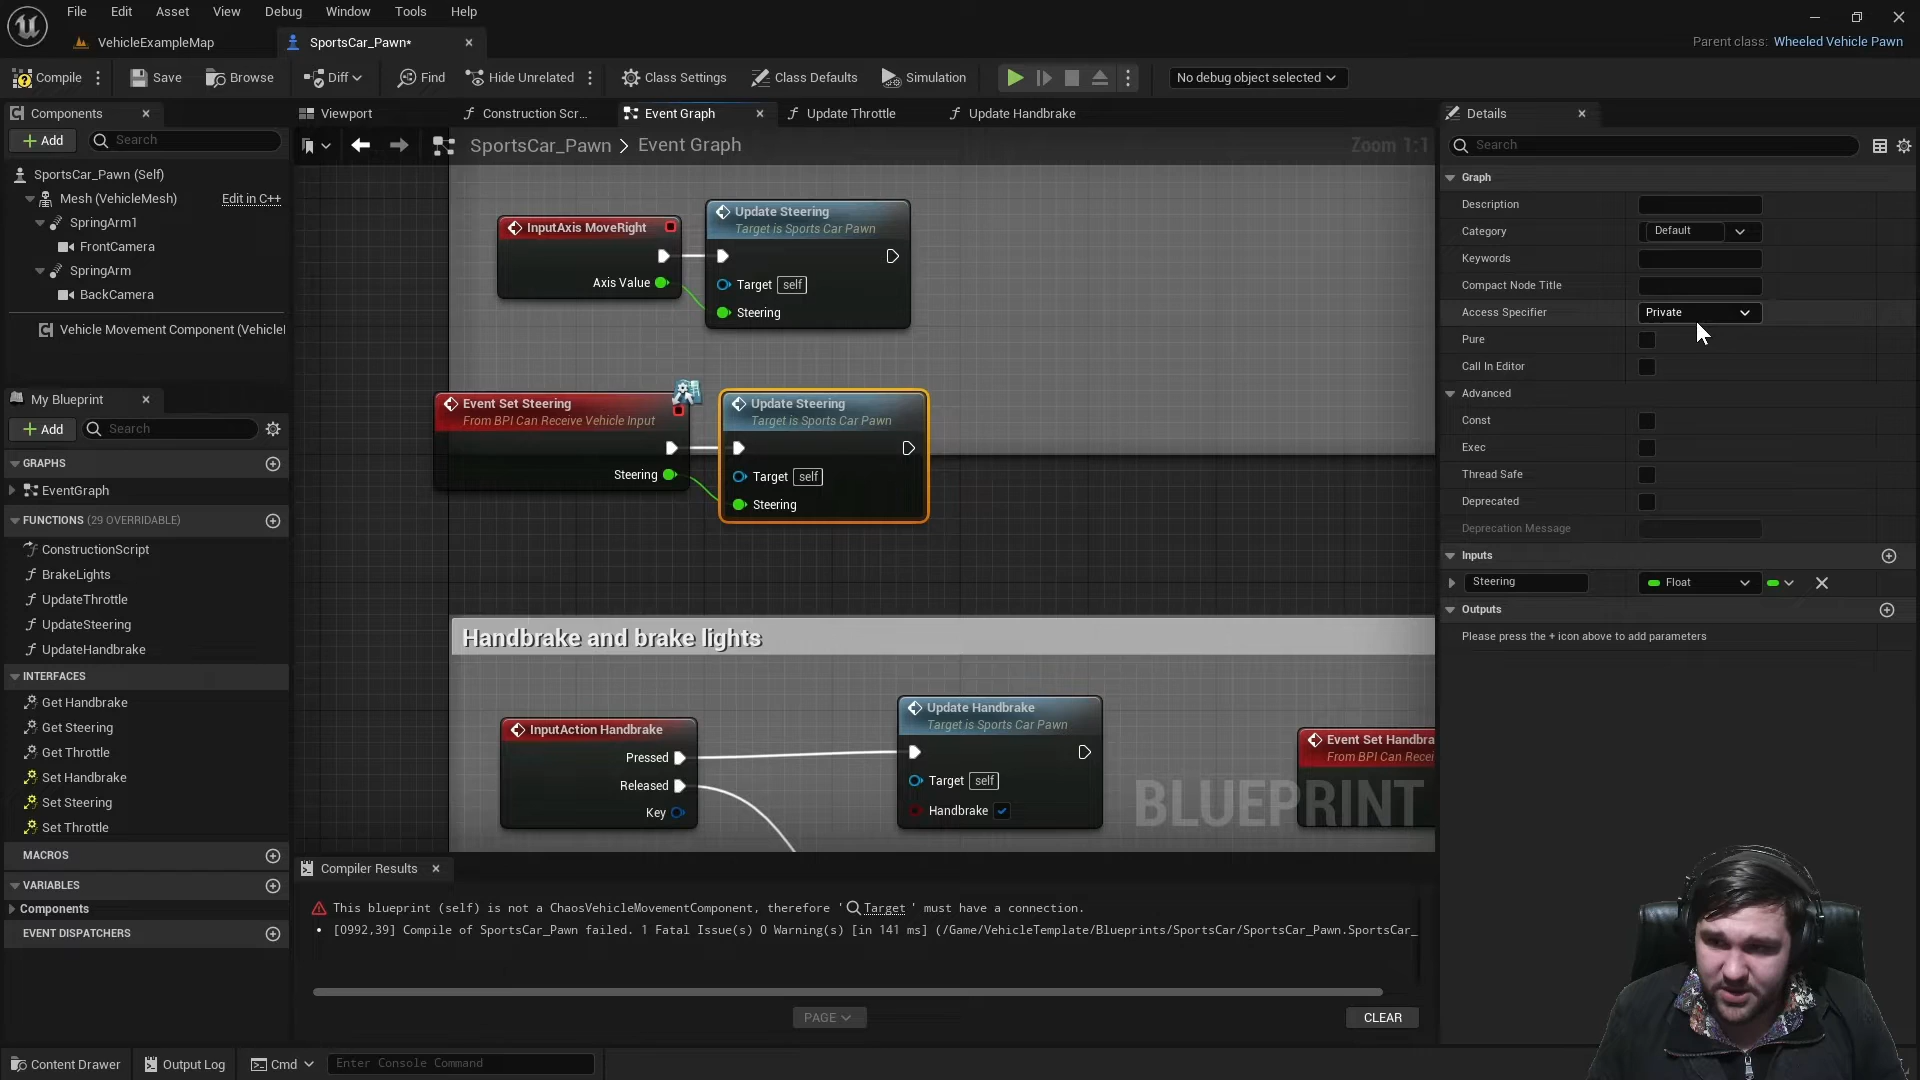 File Edit Asset View Debug Window Tools Help
VehicleExampleMap
SportsCar_Pawn*
Parent class: Wheeled Vehicle Pawn
Compile
Save
Browse
Diff
Find
Hide Unrelated
Class Settings
Class Defaults
Simulation
No debug object selected
Components
Add
Search
SportsCar_Pawn (Self)
Mesh (VehicleMesh)
Edit in C++
SpringArm1
FrontCamera
SpringArm
BackCamera
Vehicle Movement Component (Vehicle
My Blueprint
Add
Search
GRAPHS
EventGraph
FUNCTIONS (29 OVERRIDABLE)
ConstructionScript
BrakeLights
UpdateThrottle
UpdateSteering
UpdateHandbrake
INTERFACES
Get Handbrake
Get Steering
Get Throttle
Set Handbrake
Set Steering
Set Throttle
MACROS
VARIABLES
Components
EVENT DISPATCHERS
Viewport
Construction Scr...
Event Graph
Update Throttle
Update Handbrake
SportsCar_Pawn > Event Graph
Zoom 1:1
InputAxis MoveRight
Axis Value
Update Steering
Target is Sports Car Pawn
Target self
Steering
Event Set Steering
From BPI Can Receive Vehicle Input
Steering
Update Steering
Target is Sports Car Pawn
Target self
Steering
Handbrake and brake lights
InputAction Handbrake
Pressed
Released
Key
Update Handbrake
Target is Sports Car Pawn
Target self
Handbrake
Event Set Handbra
From BPI Can Recei
BLUEPRINT
Compiler Results
This blueprint (self) is not a ChaosVehicleMovementComponent, therefore ' Target ' must have a connection.
[0992,39] Compile of SportsCar_Pawn failed. 1 Fatal Issue(s) 0 Warning(s) [in 141 ms] (/Game/VehicleTemplate/Blueprints/SportsCar/SportsCar_Pawn.SportsCar_
PAGE
CLEAR
Details
Search
Graph
Description
Category Default
Keywords
Compact Node Title
Access Specifier Private
Pure
Call In Editor
Advanced
Const
Exec
Thread Safe
Deprecated
Deprecation Message
Inputs
Steering Float
Outputs
Please press the + icon above to add parameters
Content Drawer
Output Log
Cmd
Enter Console Command